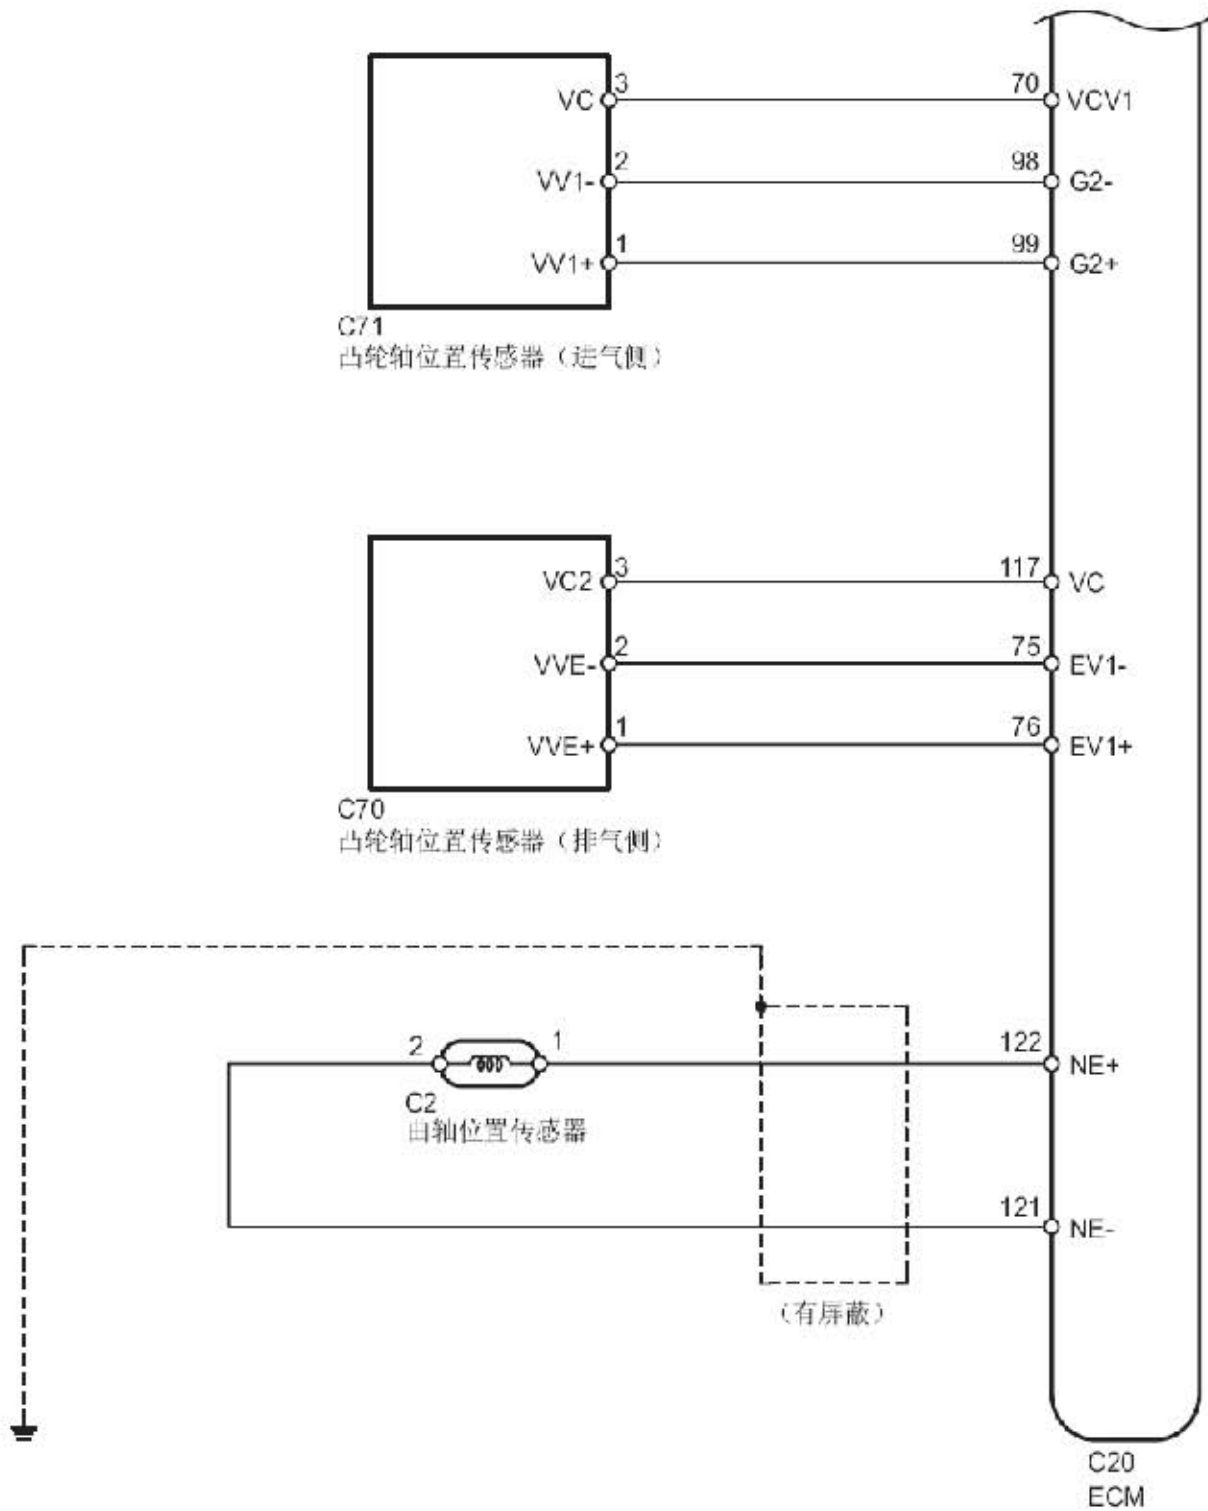 VC 3 70 VCV1
VV1- 2 98 G2-
VV1+ 1 99 G2+
C71
凸轮轴位置传感器（进气侧）
VC2 3 117 VC
VVE- 2 75 EV1-
VVE+ 1 76 EV1+
C70
凸轮轴位置传感器（排气侧）
2 1 122 NE+
C2
曲轴位置传感器
121 NE-
（有屏蔽）
C20
ECM